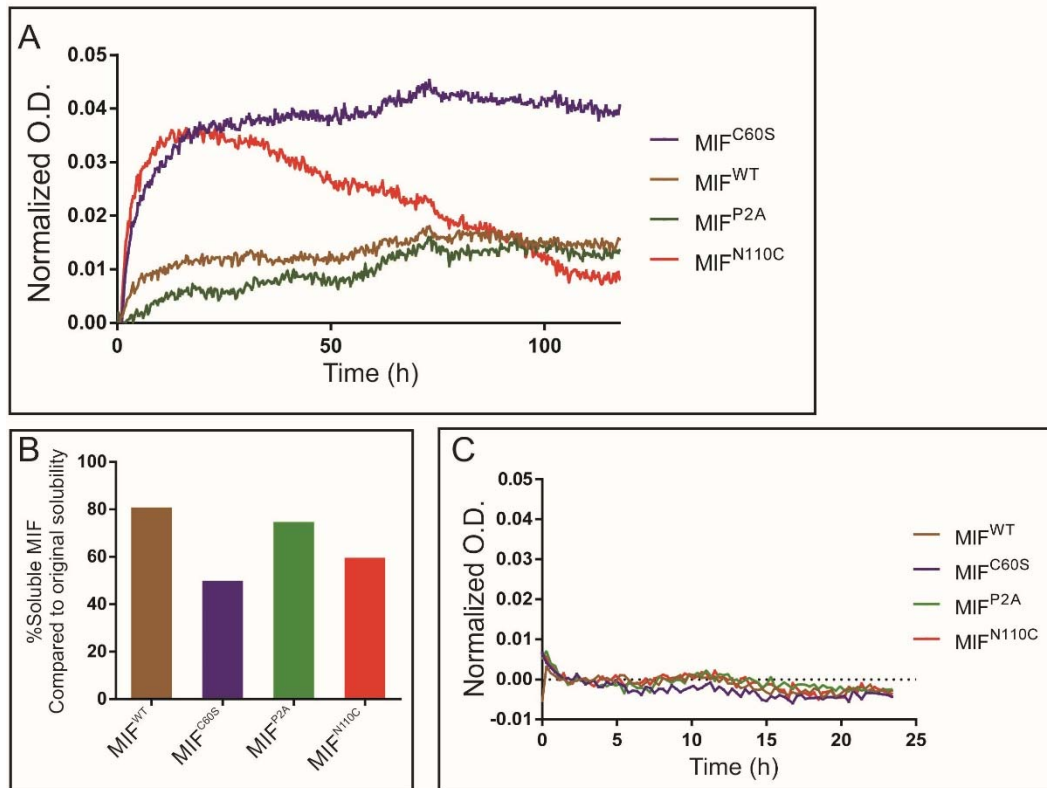 A
Normalized O.D.
0.05
0.04
0.03
0.02
0.01
0.00
0
50
100
Time (h)
MIF^C60S
MIF^WT
MIF^P2A
MIF^N110C
B
%Soluble MIF
Compared to original solubility
100
80
60
40
20
0
MIF^WT
MIF^C60S
MIF^P2A
MIF^N110C
C
Normalized O.D.
0.05
0.04
0.03
0.02
0.01
0.00
-0.01
0
5
10
15
20
25
Time (h)
MIF^WT
MIF^C60S
MIF^P2A
MIF^N110C